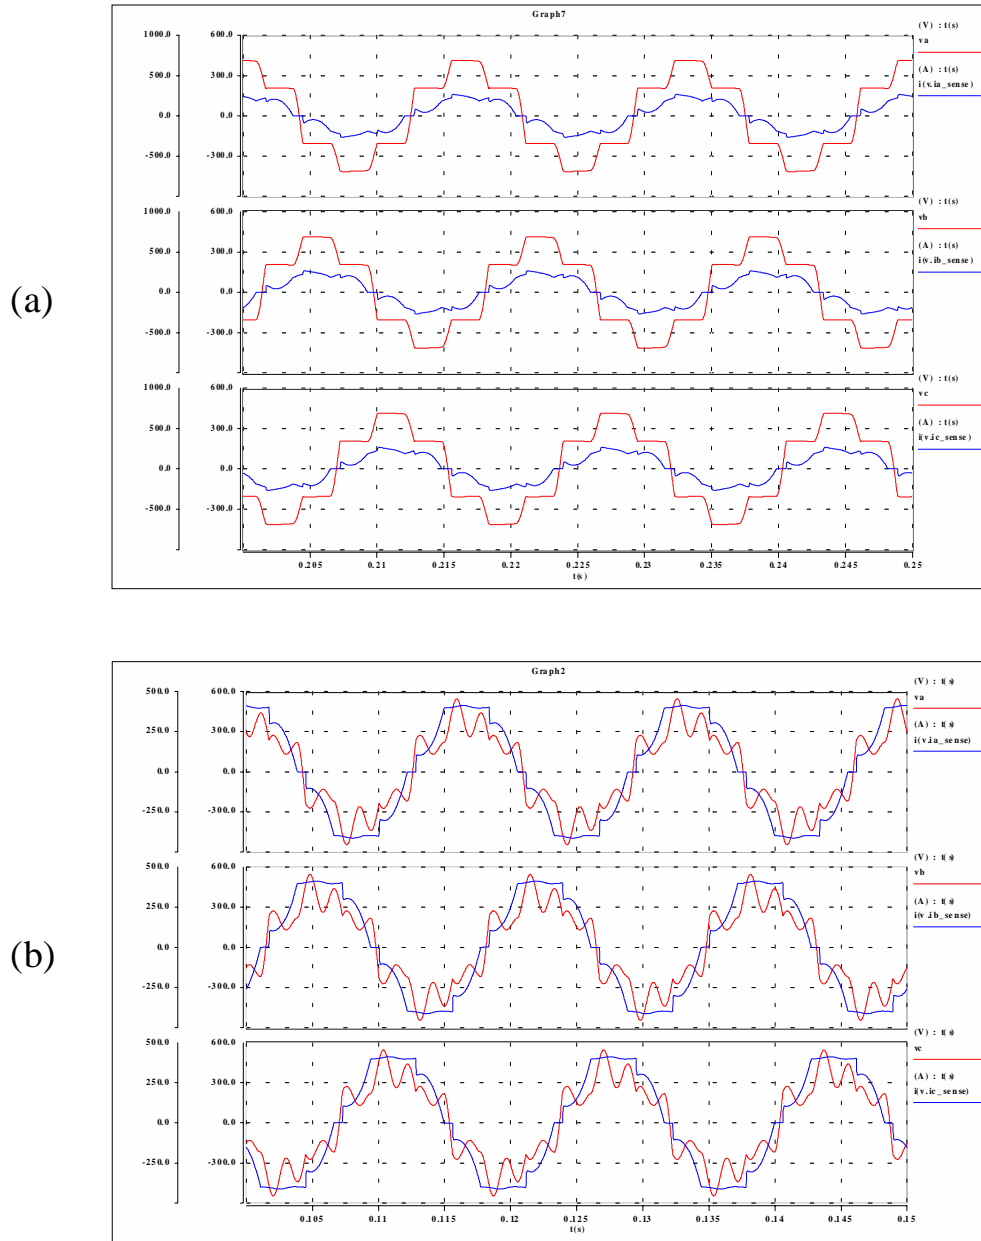 Graph7
(V) : t(s)
va
(A) : t(s)
i(v.ia_sense)
1000.0 600.0
500.0 300.0
0.0 0.0
-500.0 -300.0
(V) : t(s)
vb
(A) : t(s)
i(v.ib_sense)
1000.0 600.0
500.0 300.0
0.0 0.0
-500.0 -300.0
(a)
(V) : t(s)
vc
(A) : t(s)
i(v.ic_sense)
1000.0 600.0
500.0 300.0
0.0 0.0
-500.0 -300.0
0.205 0.21 0.215 0.22 0.225 0.23 0.235 0.24 0.245 0.25
t(s)
Graph2
(V) : t(s)
va
(A) : t(s)
i(v.ia_sense)
500.0 600.0
250.0 300.0
0.0 0.0
-250.0 -300.0
(V) : t(s)
vb
(A) : t(s)
i(v.ib_sense)
500.0 600.0
250.0 300.0
0.0 0.0
-250.0 -300.0
(b)
(V) : t(s)
vc
(A) : t(s)
i(v.ic_sense)
500.0 600.0
250.0 300.0
0.0 0.0
-250.0 -300.0
0.105 0.11 0.115 0.12 0.125 0.13 0.135 0.14 0.145 0.15
t(s)